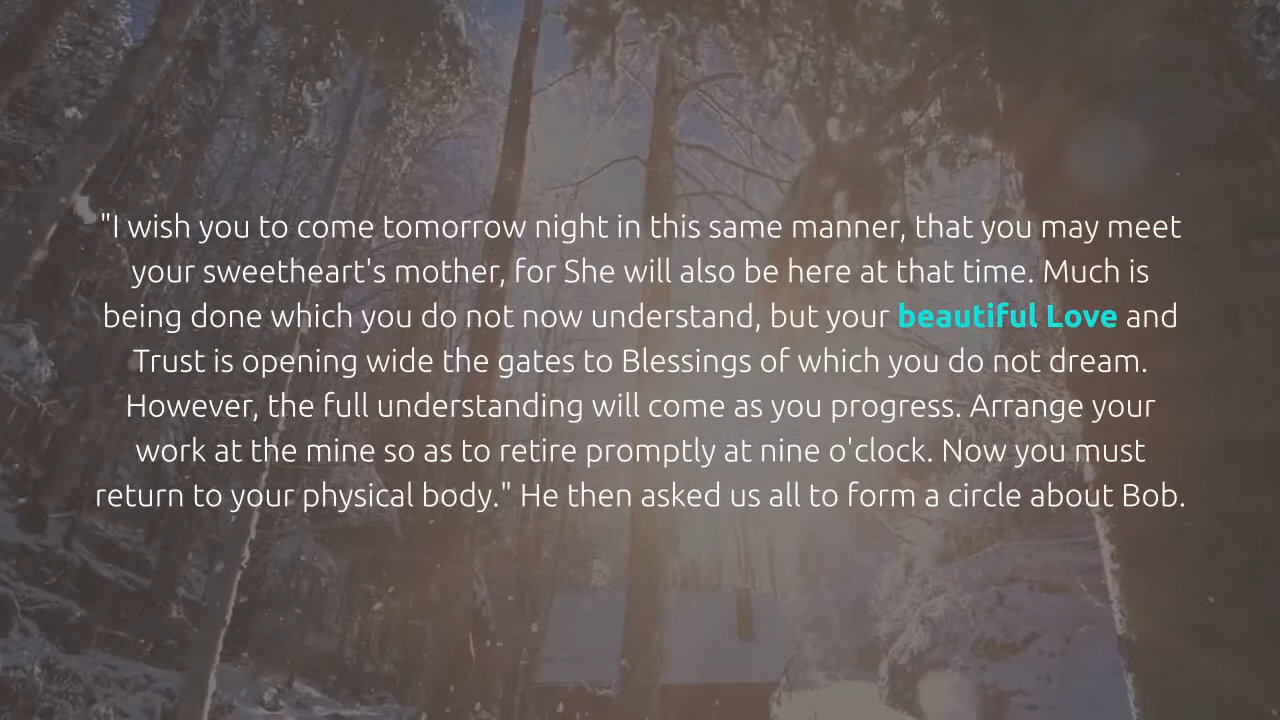 "I wish you to come tomorrow night in this same manner, that you may meet
your sweetheart's mother, for She will also be here at that time. Much is
being done which you do not now understand, but your beautiful Love and
Trust is opening wide the gates to Blessings of which you do not dream.
However, the full understanding will come as you progress. Arrange your
work at the mine so as to retire promptly at nine o'clock. Now you must
return to your physical body." He then asked us all to form a circle about Bob.